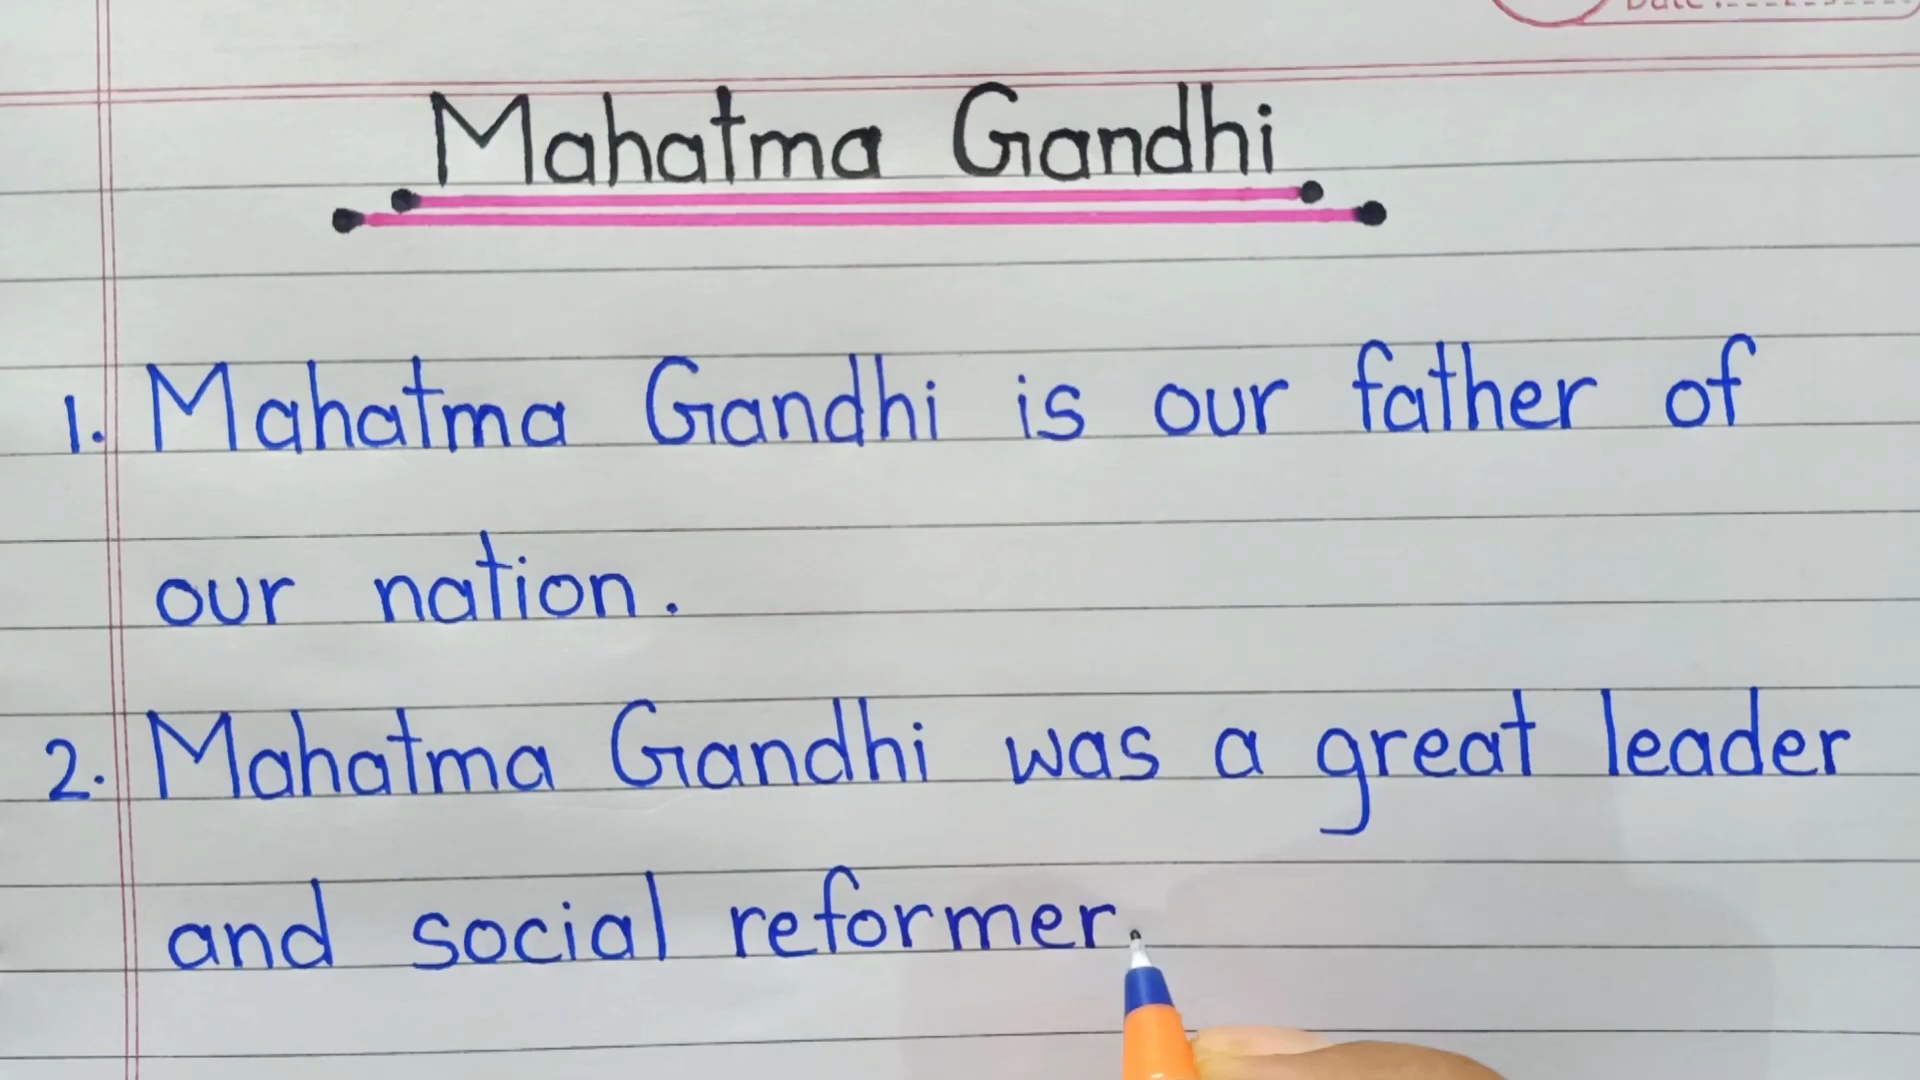 Date :
Mahatma Gandhi
1. Mahatma Gandhi is our father of
our nation.
2. Mahatma Gandhi was a great leader
and social reformer.